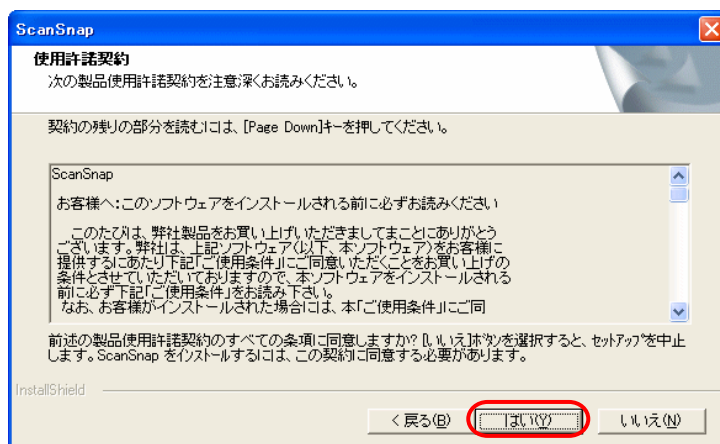 ScanSnap
使用許諾契約
次の製品使用許諾契約を注意深くお読みください。
契約の残りの部分を読むには、[Page Down]キーを押してください。
ScanSnap
お客様へ:このソフトウェアをインストールされる前に必ずお読みください
このたびは、弊社製品をお買い上げいただきましてまことにありがとう
ございます。弊社は、上記ソフトウェア(以下、本ソフトウェア)をお客様に
提供するにあたり下記「ご使用条件」にご同意いただくことをお買い上げの
条件とさせていただいておりますので、本ソフトウェアをインストールされる
前に必ず下記「ご使用条件」をお読み下さい。
なお、お客様がインストールされた場合には、本「ご使用条件」にご同
前述の製品使用許諾契約のすべての条項に同意しますか? [いいえ]ボタンを選択すると、セットアップを中止
します。ScanSnap をインストールするには、この契約に同意する必要があります。
InstallShield
< 戻る(B)
はい(Y)
いいえ(N)